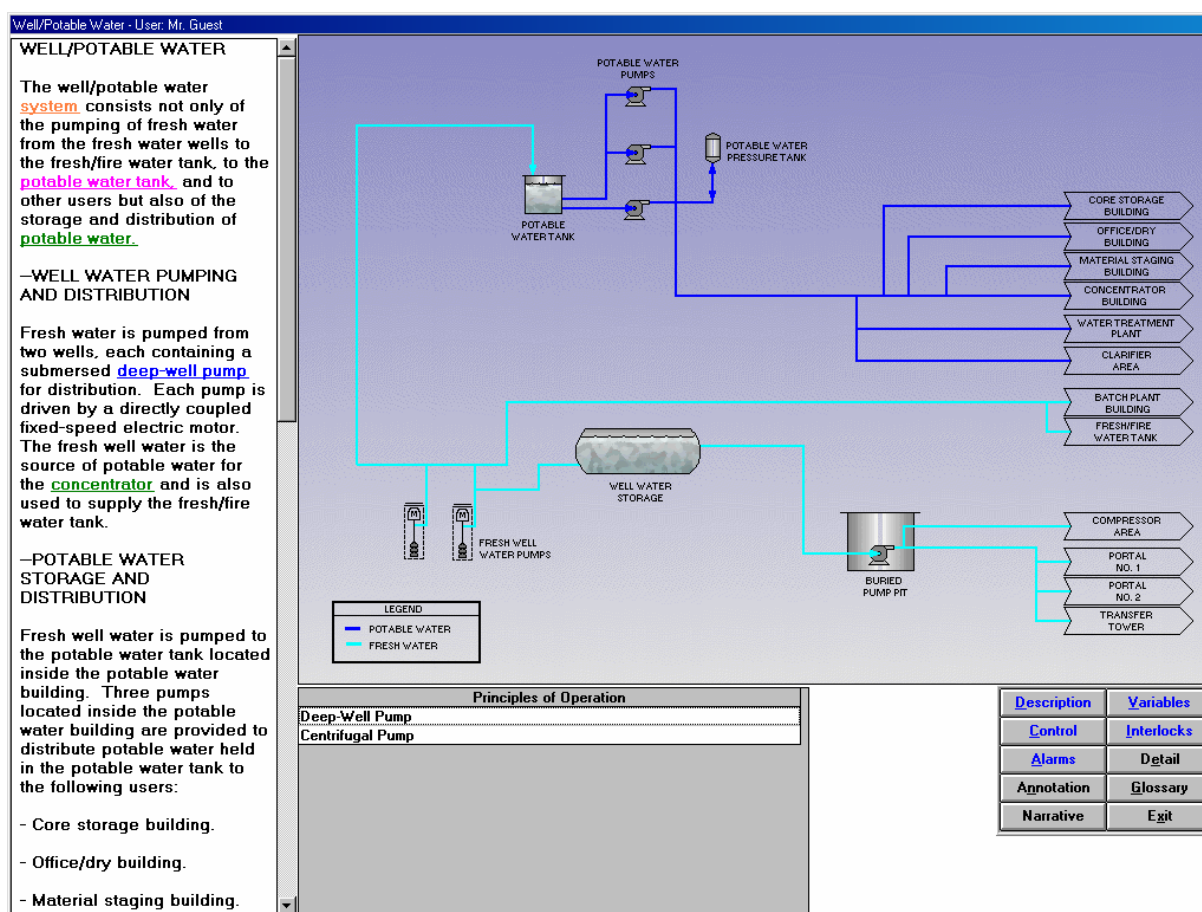 Well/Potable Water - User: Mr. Guest
WELL/POTABLE WATER
The well/potable water
system consists not only of
the pumping of fresh water
from the fresh water wells to
the fresh/fire water tank, to the
potable water tank, and to
other users but also of the
storage and distribution of
potable water.
–WELL WATER PUMPING
AND DISTRIBUTION
Fresh water is pumped from
two wells, each containing a
submersed deep-well pump
for distribution. Each pump is
driven by a directly coupled
fixed-speed electric motor.
The fresh well water is the
source of potable water for
the concentrator and is also
used to supply the fresh/fire
water tank.
–POTABLE WATER
STORAGE AND
DISTRIBUTION
Fresh well water is pumped to
the potable water tank located
inside the potable water
building. Three pumps
located inside the potable
water building are provided to
distribute potable water held
in the potable water tank to
the following users:
- Core storage building.
- Office/dry building.
- Material staging building.
POTABLE WATER
PUMPS
POTABLE WATER
PRESSURE TANK
POTABLE
WATER TANK
CORE STORAGE
BUILDING
OFFICE/DRY
BUILDING
MATERIAL STAGING
BUILDING
CONCENTRATOR
BUILDING
WATER TREATMENT
PLANT
CLARIFIER
AREA
BATCH PLANT
BUILDING
FRESH/FIRE
WATER TANK
WELL WATER
STORAGE
M
M
FRESH WELL
WATER PUMPS
BURIED
PUMP PIT
COMPRESSOR
AREA
PORTAL
NO. 1
PORTAL
NO. 2
TRANSFER
TOWER
LEGEND
POTABLE WATER
FRESH WATER
Principles of Operation
Deep-Well Pump
Centrifugal Pump
Description
Variables
Control
Interlocks
Alarms
Detail
Annotation
Glossary
Narrative
Exit